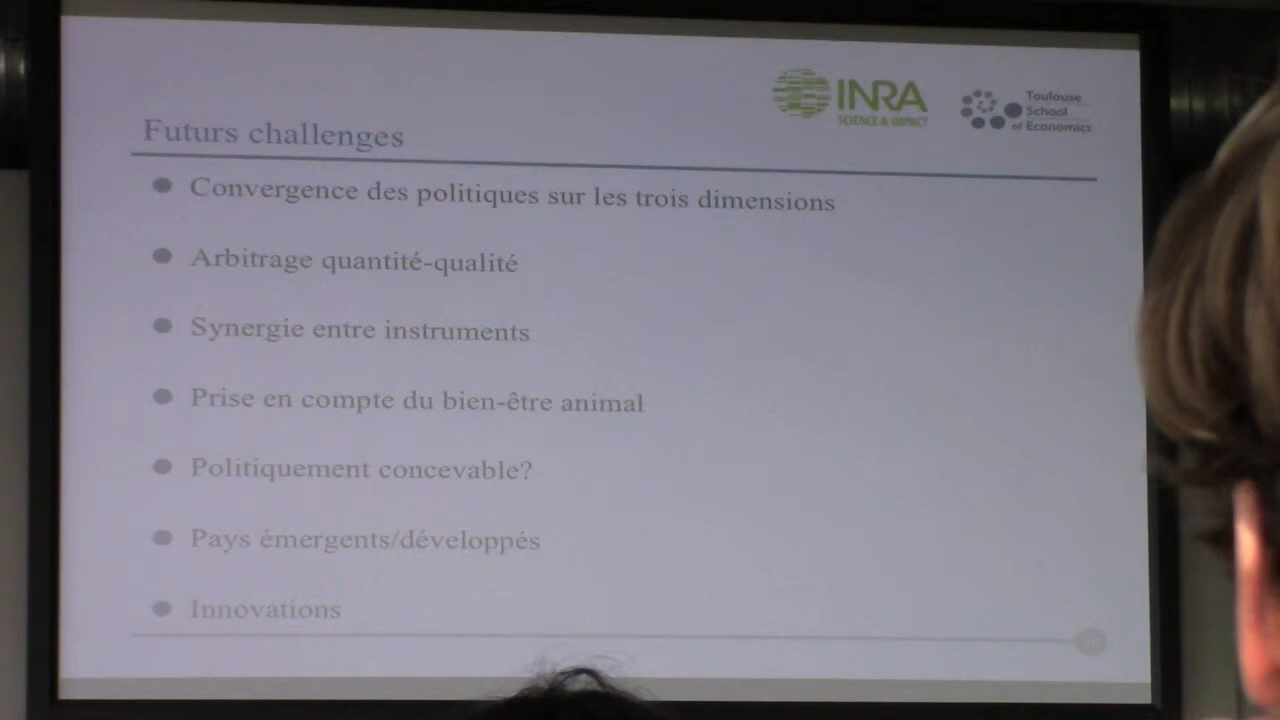 INRA
SCIENCE & IMPACT
Toulouse
School
of Economics
Futurs challenges
Convergence des politiques sur les trois dimensions
Arbitrage quantité-qualité
Synergie entre instruments
Prise en compte du bien-être animal
Politiquement concevable?
Pays émergents/développés
Innovations